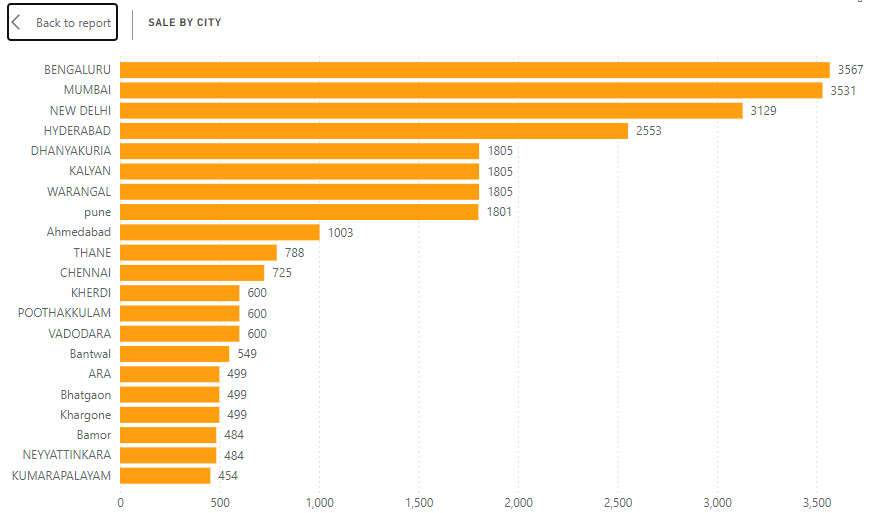 Back to report
SALE BY CITY
BENGALURU 3567
MUMBAI 3531
NEW DELHI 3129
HYDERABAD 2553
DHANYAKURIA 1805
KALYAN 1805
WARANGAL 1805
pune 1801
Ahmedabad 1003
THANE 788
CHENNAI 725
KHERDI 600
POOTHAKKULAM 600
VADODARA 600
Bantwal 549
ARA 499
Bhatgaon 499
Khargone 499
Bamor 484
NEYYATTINKARA 484
KUMARAPALAYAM 454
0 500 1,000 1,500 2,000 2,500 3,000 3,500